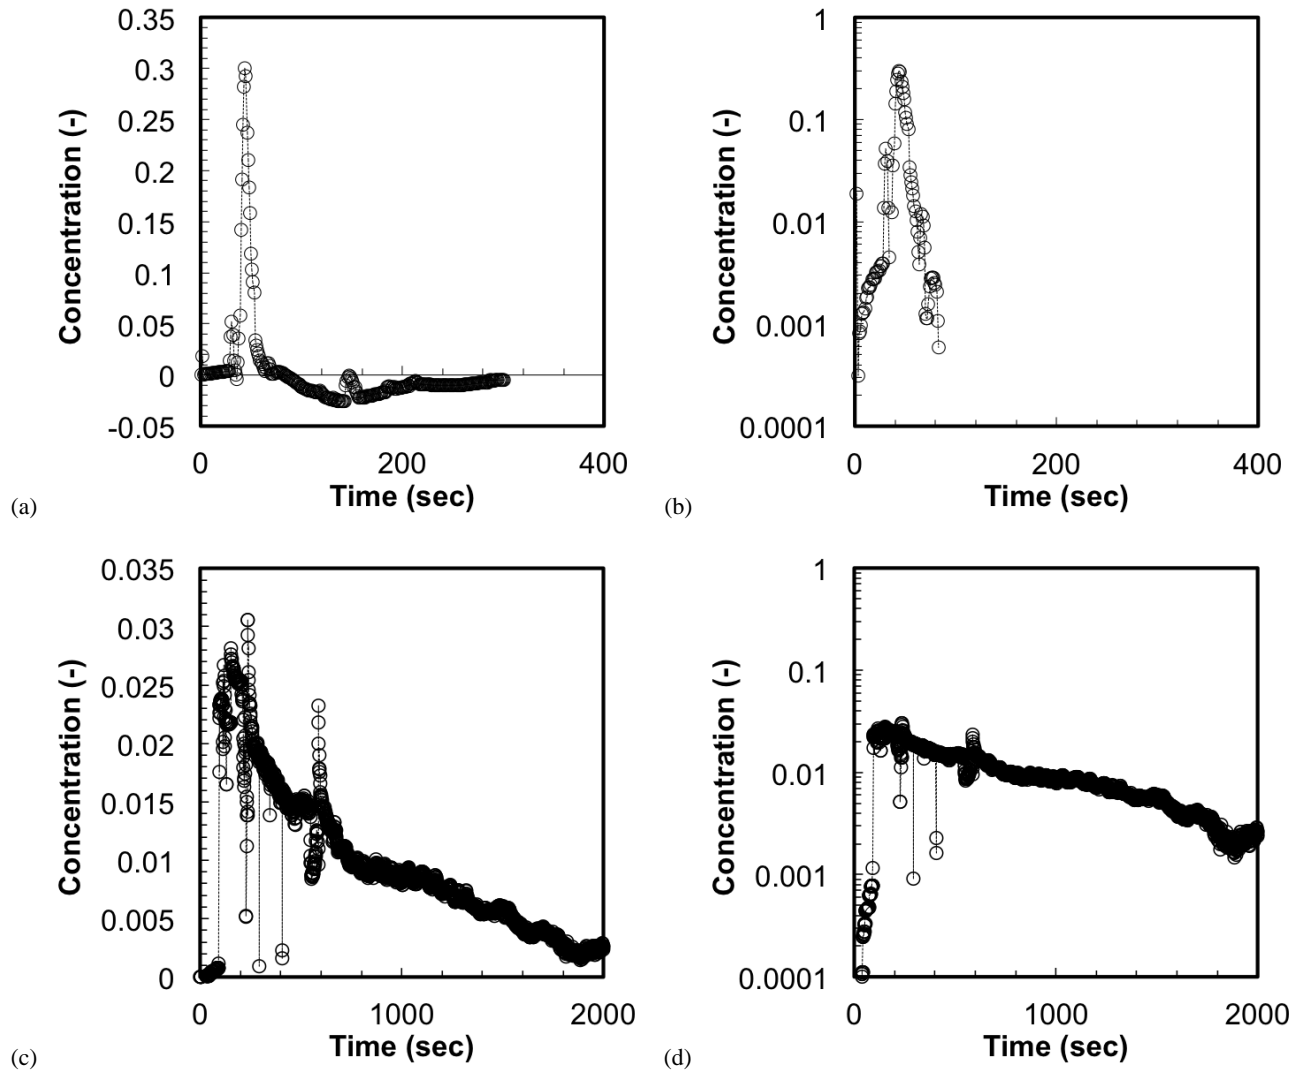 0.35
0.3
0.25
0.2
0.15
0.1
0.05
0
-0.05
Concentration (-)
0 200 400
Time (sec)
(a)
1
0.1
0.01
0.001
0.0001
Concentration (-)
0 200 400
Time (sec)
(b)
0.035
0.03
0.025
0.02
0.015
0.01
0.005
0
Concentration (-)
0 1000 2000
Time (sec)
(c)
1
0.1
0.01
0.001
0.0001
Concentration (-)
0 1000 2000
Time (sec)
(d)